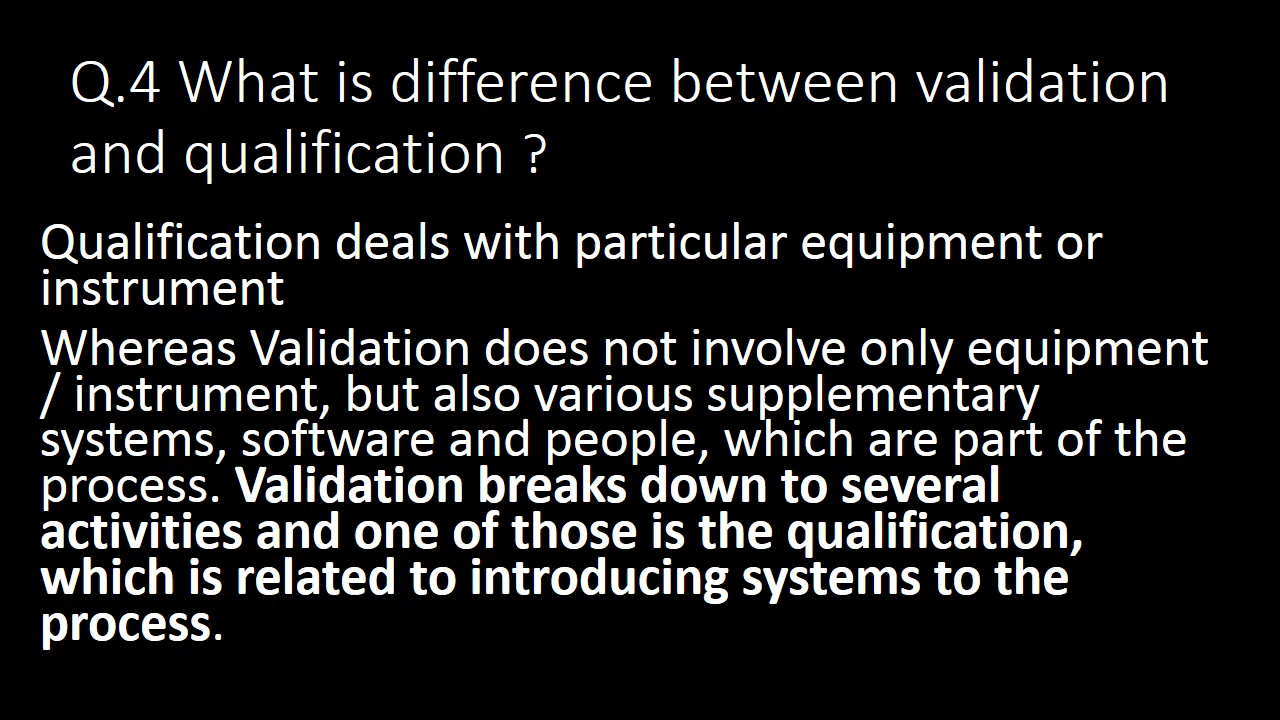 Q.4 What is difference between validation
and qualification ?
Qualification deals with particular equipment or
instrument
Whereas Validation does not involve only equipment
/ instrument, but also various supplementary
systems, software and people, which are part of the
process. Validation breaks down to several
activities and one of those is the qualification,
which is related to introducing systems to the
process.